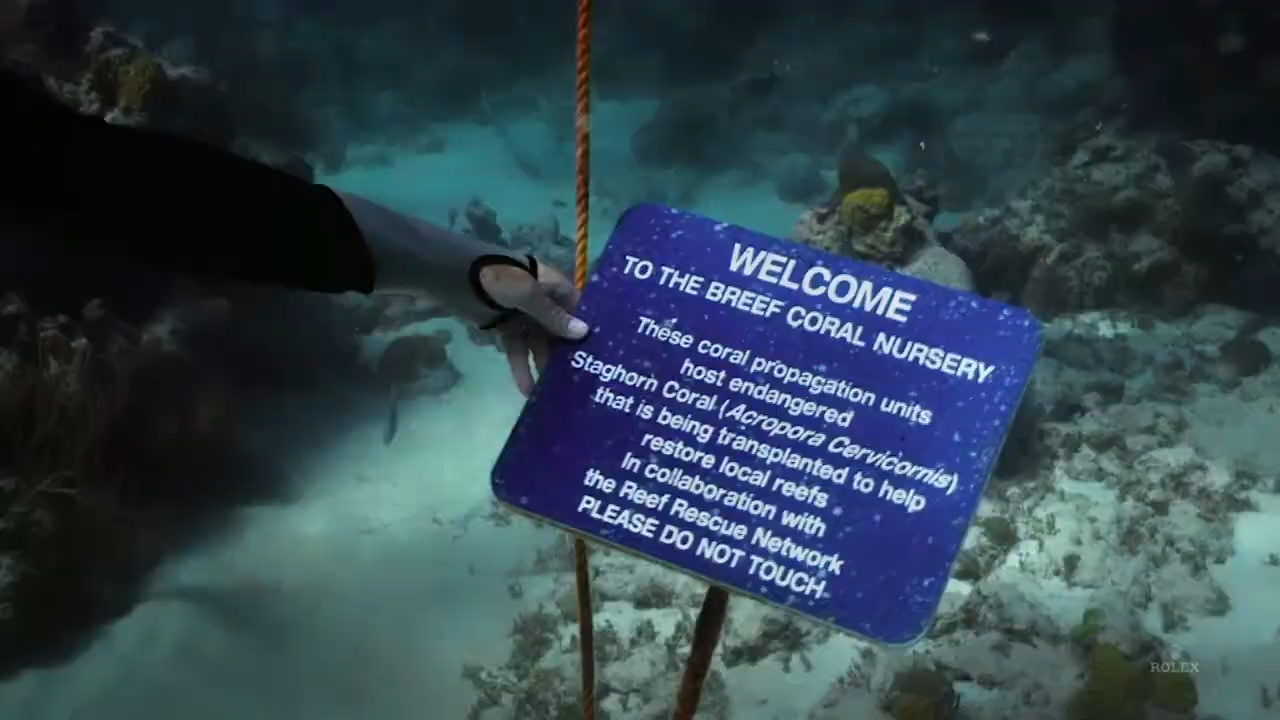 WELCOME
TO THE BREEF CORAL NURSERY
These coral propagation units
host endangered
Staghorn Coral (Acropora Cervicornis)
that is being transplanted to help
restore local reefs
In collaboration with
the Reef Rescue Network
PLEASE DO NOT TOUCH
ROLEX